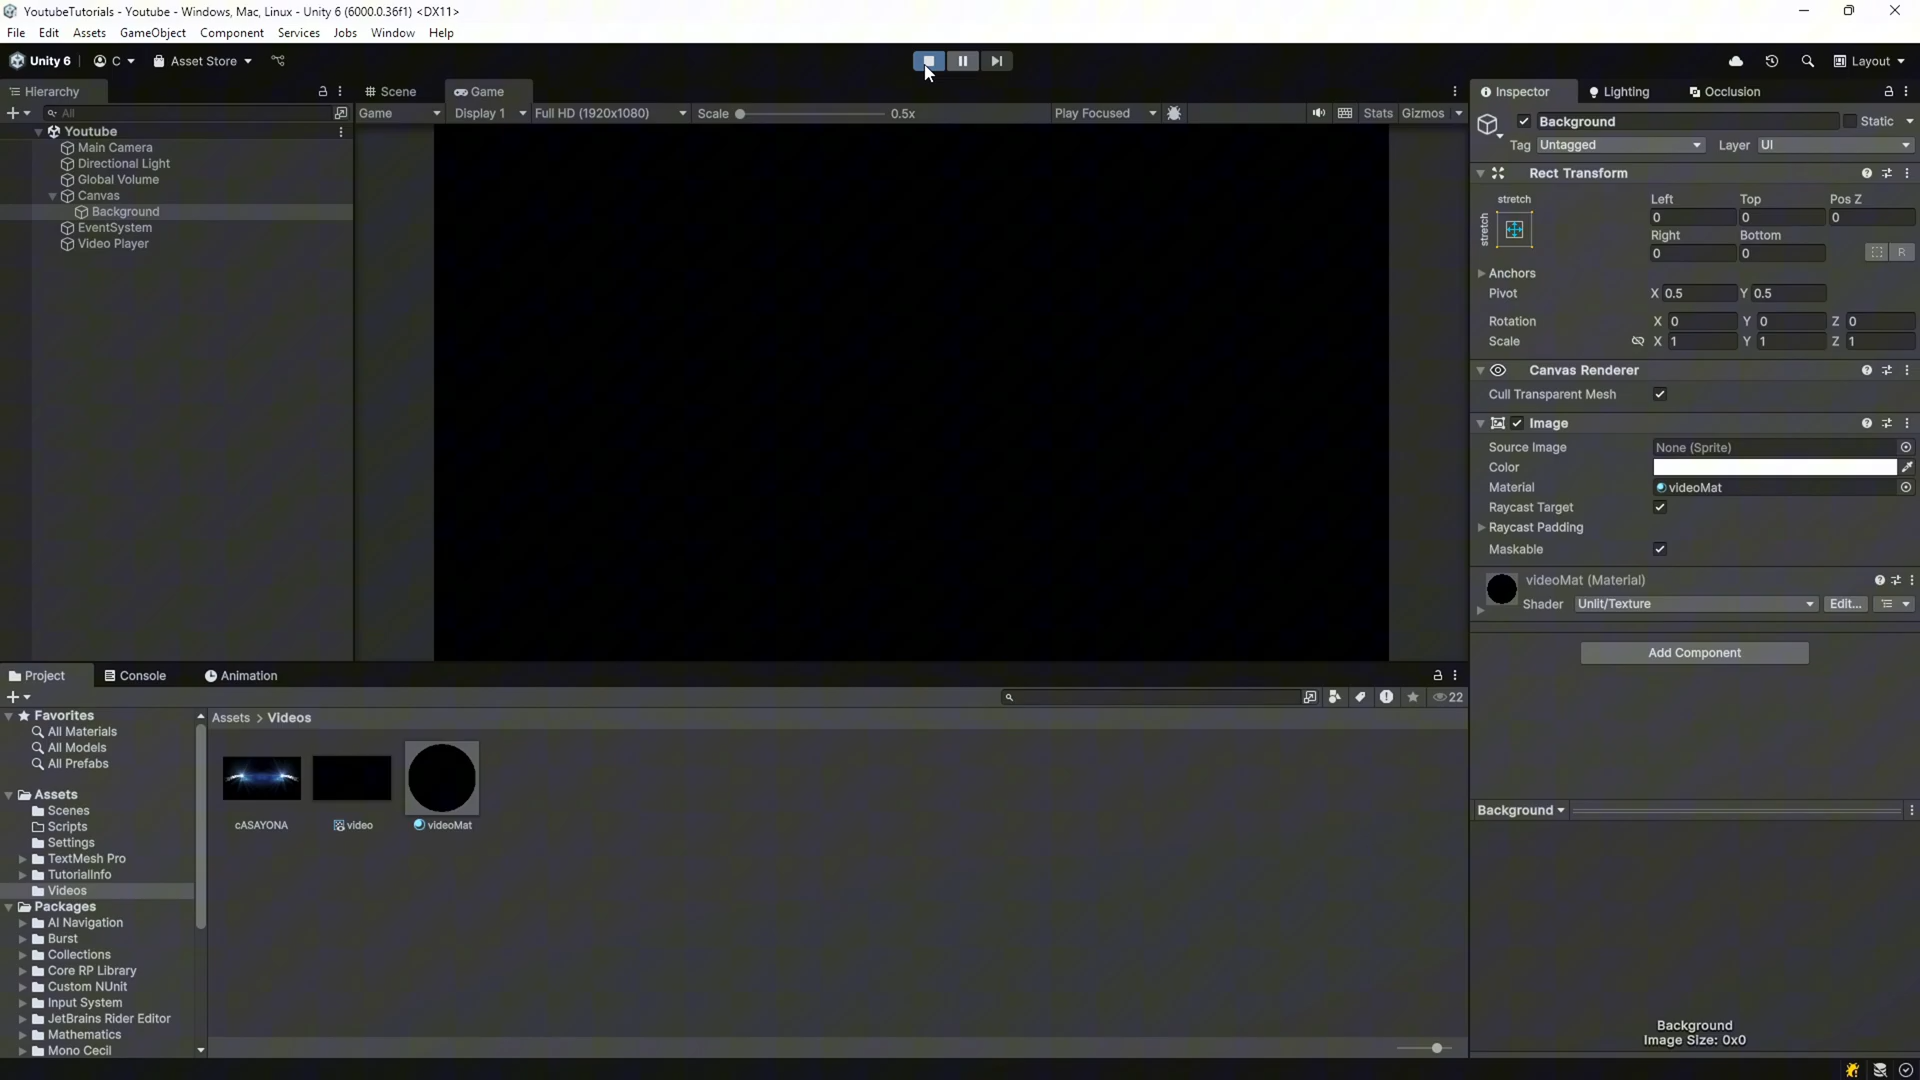 YoutubeTutorials - Youtube - Windows, Mac, Linux - Unity 6 (6000.0.36f1) <DX11>
File Edit Assets GameObject Component Services Jobs Window Help
Unity 6 C Asset Store Layout
Hierarchy
All
Youtube
Main Camera
Directional Light
Global Volume
Canvas
Background
EventSystem
Video Player
Scene Game
Game Display 1 Full HD (1920x1080) Scale 0.5x Play Focused Stats Gizmos
Inspector Lighting Occlusion
Background Static
Tag Untagged Layer UI
Rect Transform
stretch Left Top Pos Z
stretch
0 0 0
Right Bottom
0 0 R
Anchors
Pivot X 0.5 Y 0.5
Rotation X 0 Y 0 Z 0
Scale X 1 Y 1 Z 1
Canvas Renderer
Cull Transparent Mesh
Image
Source Image None (Sprite)
Color
Material videoMat
Raycast Target
Raycast Padding
Maskable
videoMat (Material)
Shader Unlit/Texture Edit...
Add Component
Background
Background
Image Size: 0x0
Project Console Animation
22
Favorites
All Materials
All Models
All Prefabs
Assets
Scenes
Scripts
Settings
TextMesh Pro
TutorialInfo
Videos
Packages
AI Navigation
Burst
Collections
Core RP Library
Custom NUnit
Input System
JetBrains Rider Editor
Mathematics
Mono Cecil
Assets > Videos
cASAYONA video videoMat